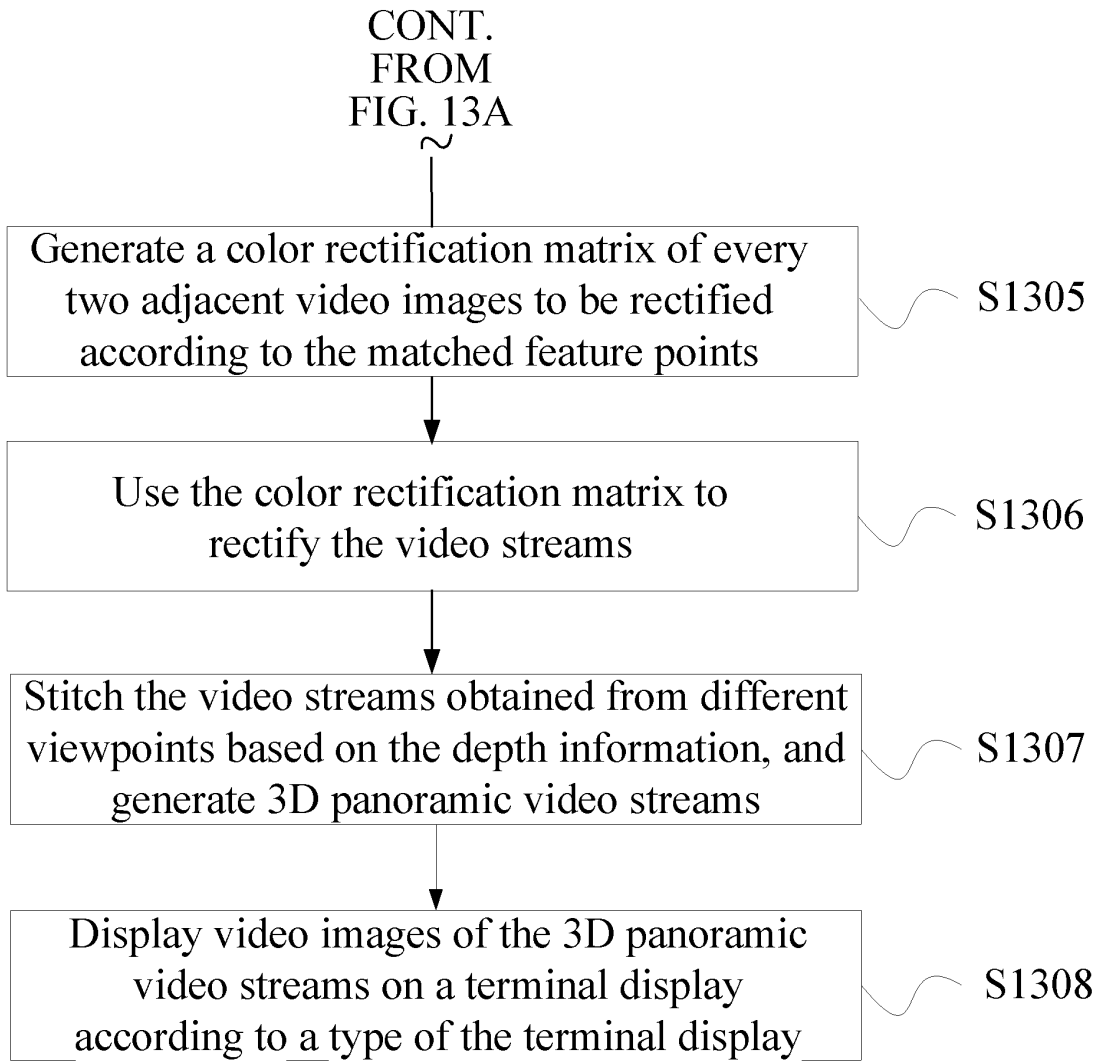 CONT.
FROM
FIG. 13A
Generate a color rectification matrix of every
two adjacent video images to be rectified
according to the matched feature points
S1305
Use the color rectification matrix to
rectify the video streams
S1306
Stitch the video streams obtained from different
viewpoints based on the depth information, and
generate 3D panoramic video streams
S1307
Display video images of the 3D panoramic
video streams on a terminal display
according to a type of the terminal display
S1308